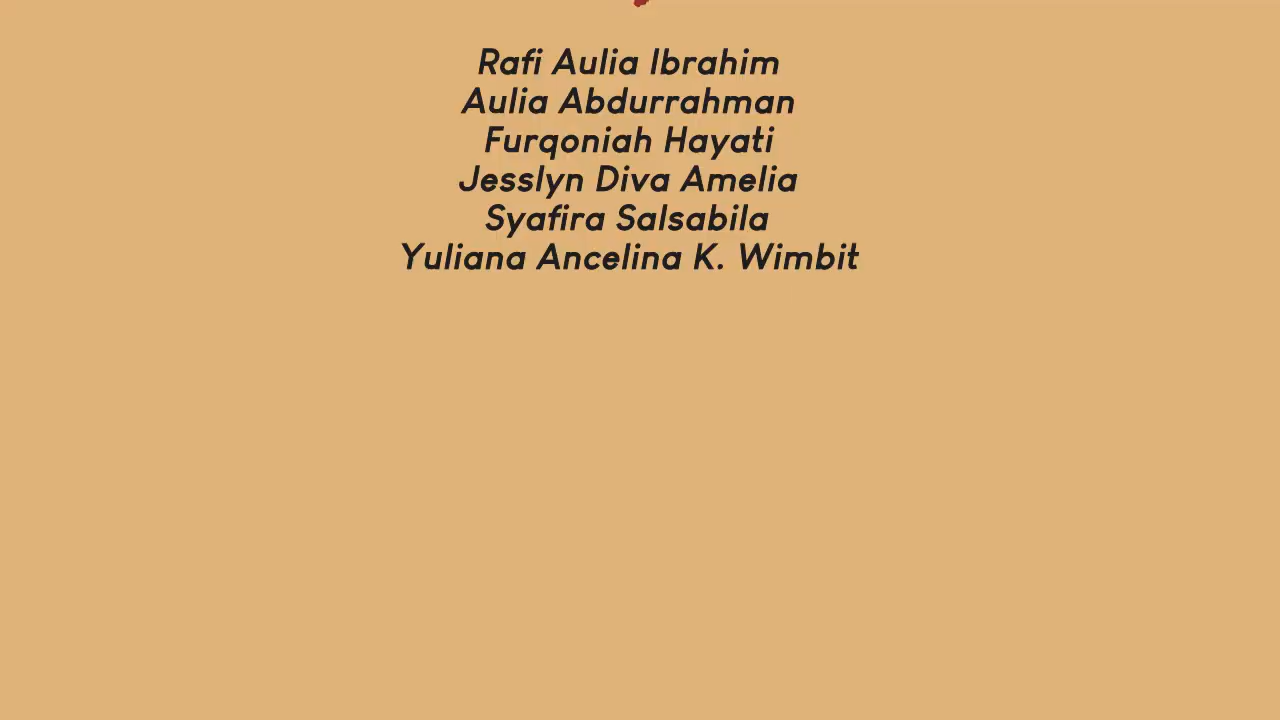 Rafi Aulia Ibrahim
Aulia Abdurrahman
Furqoniah Hayati
Jesslyn Diva Amelia
Syafira Salsabila
Yuliana Ancelina K. Wimbit